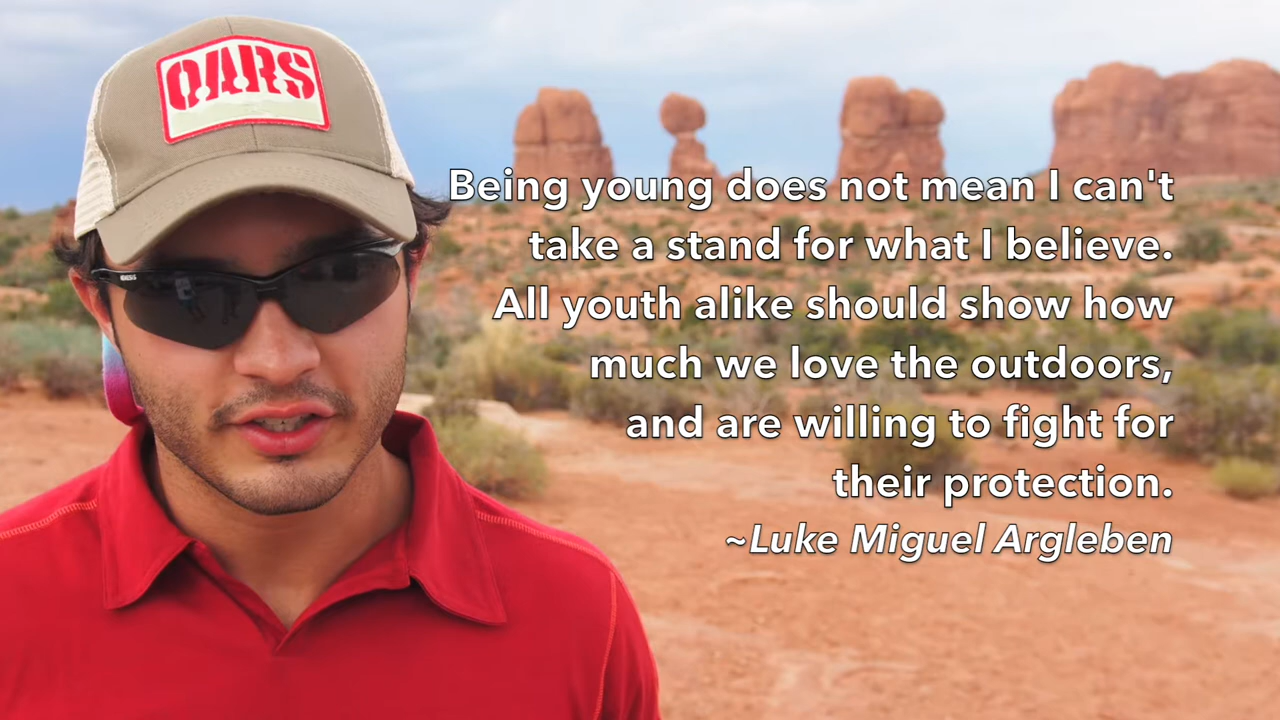 OARS
Being young does not mean I can't
take a stand for what I believe.
All youth alike should show how
much we love the outdoors,
and are willing to fight for
their protection.
~Luke Miguel Argleben